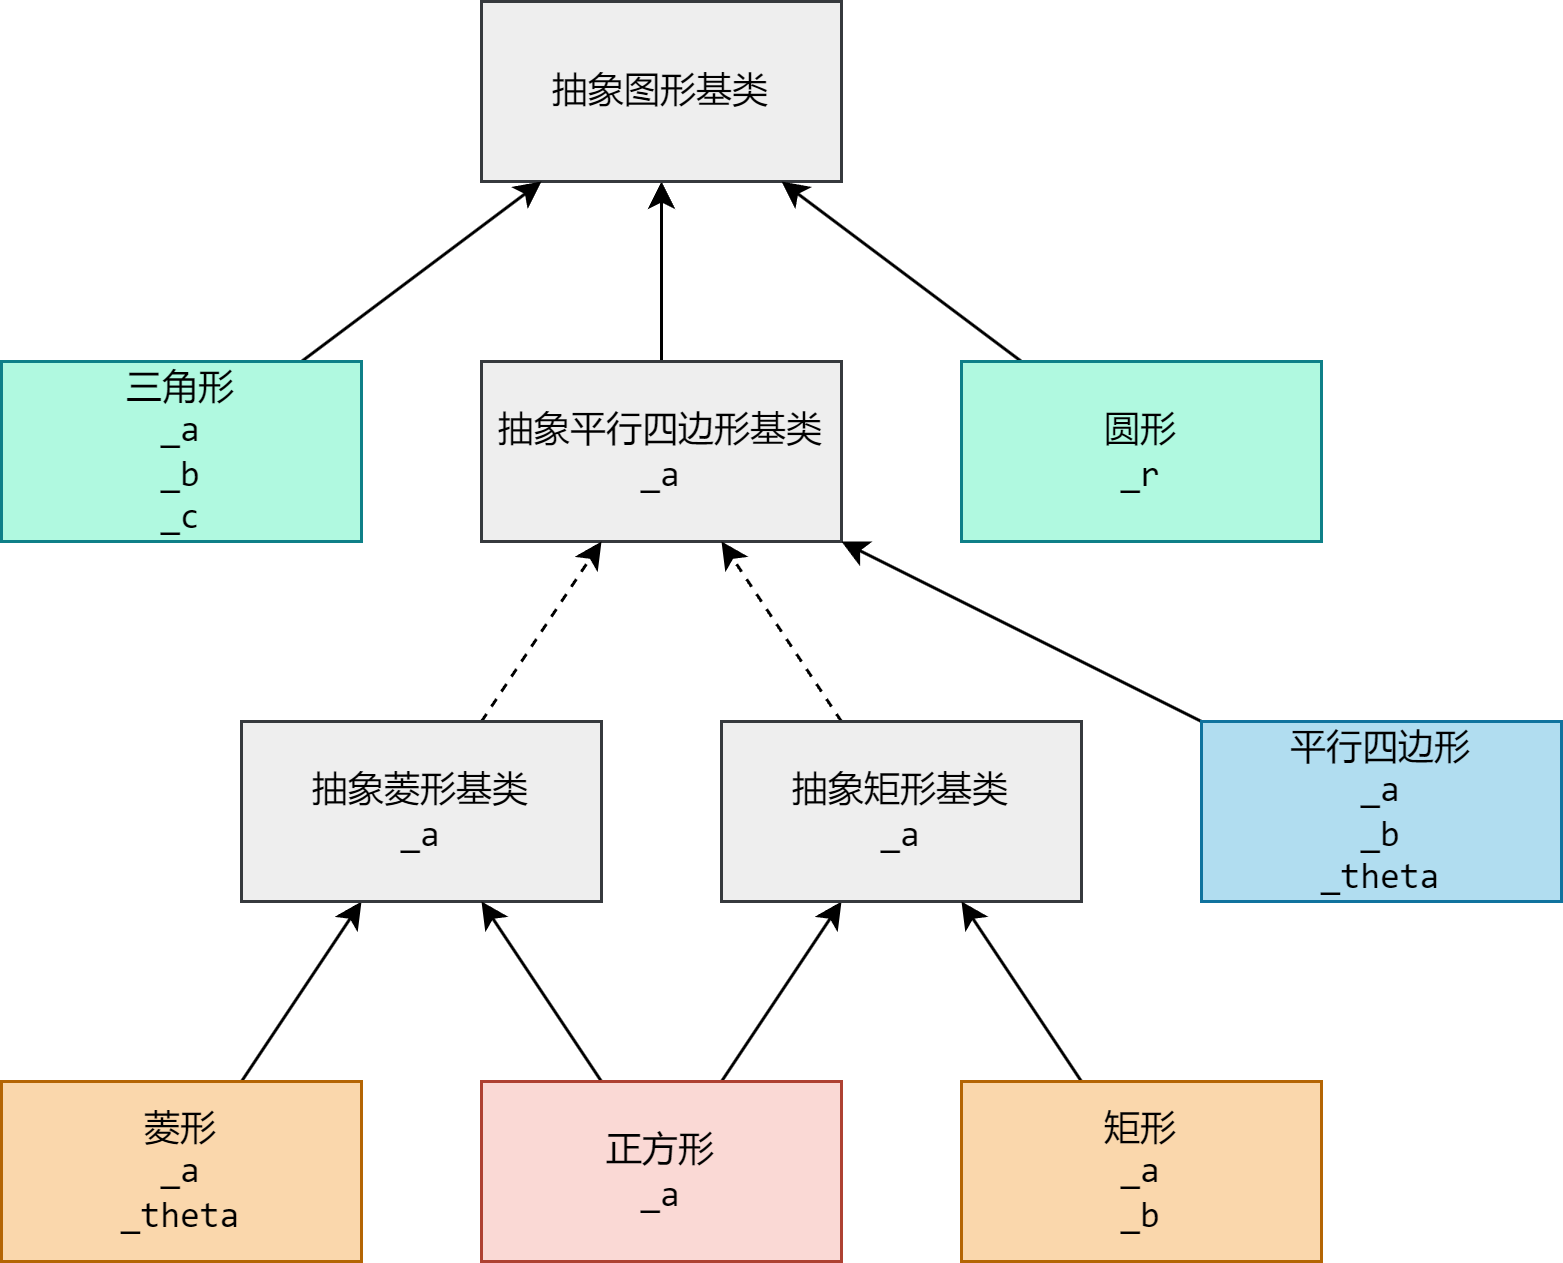 抽象图形基类
三角形
_a
_b
_c
抽象平行四边形基类
_a
圆形
_r
抽象菱形基类
_a
抽象矩形基类
_a
平行四边形
_a
_b
_theta
菱形
_a
_theta
正方形
_a
矩形
_a
_b